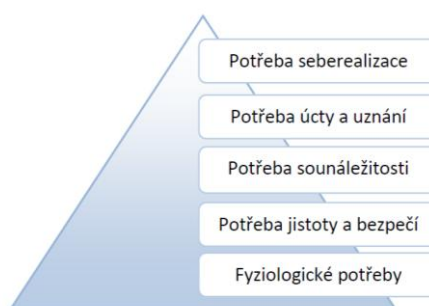 Potřeba seberealizace
Potřeba úcty a uznání
Potřeba sounáležitosti
Potřeba jistoty a bezpečí
Fyziologické potřeby